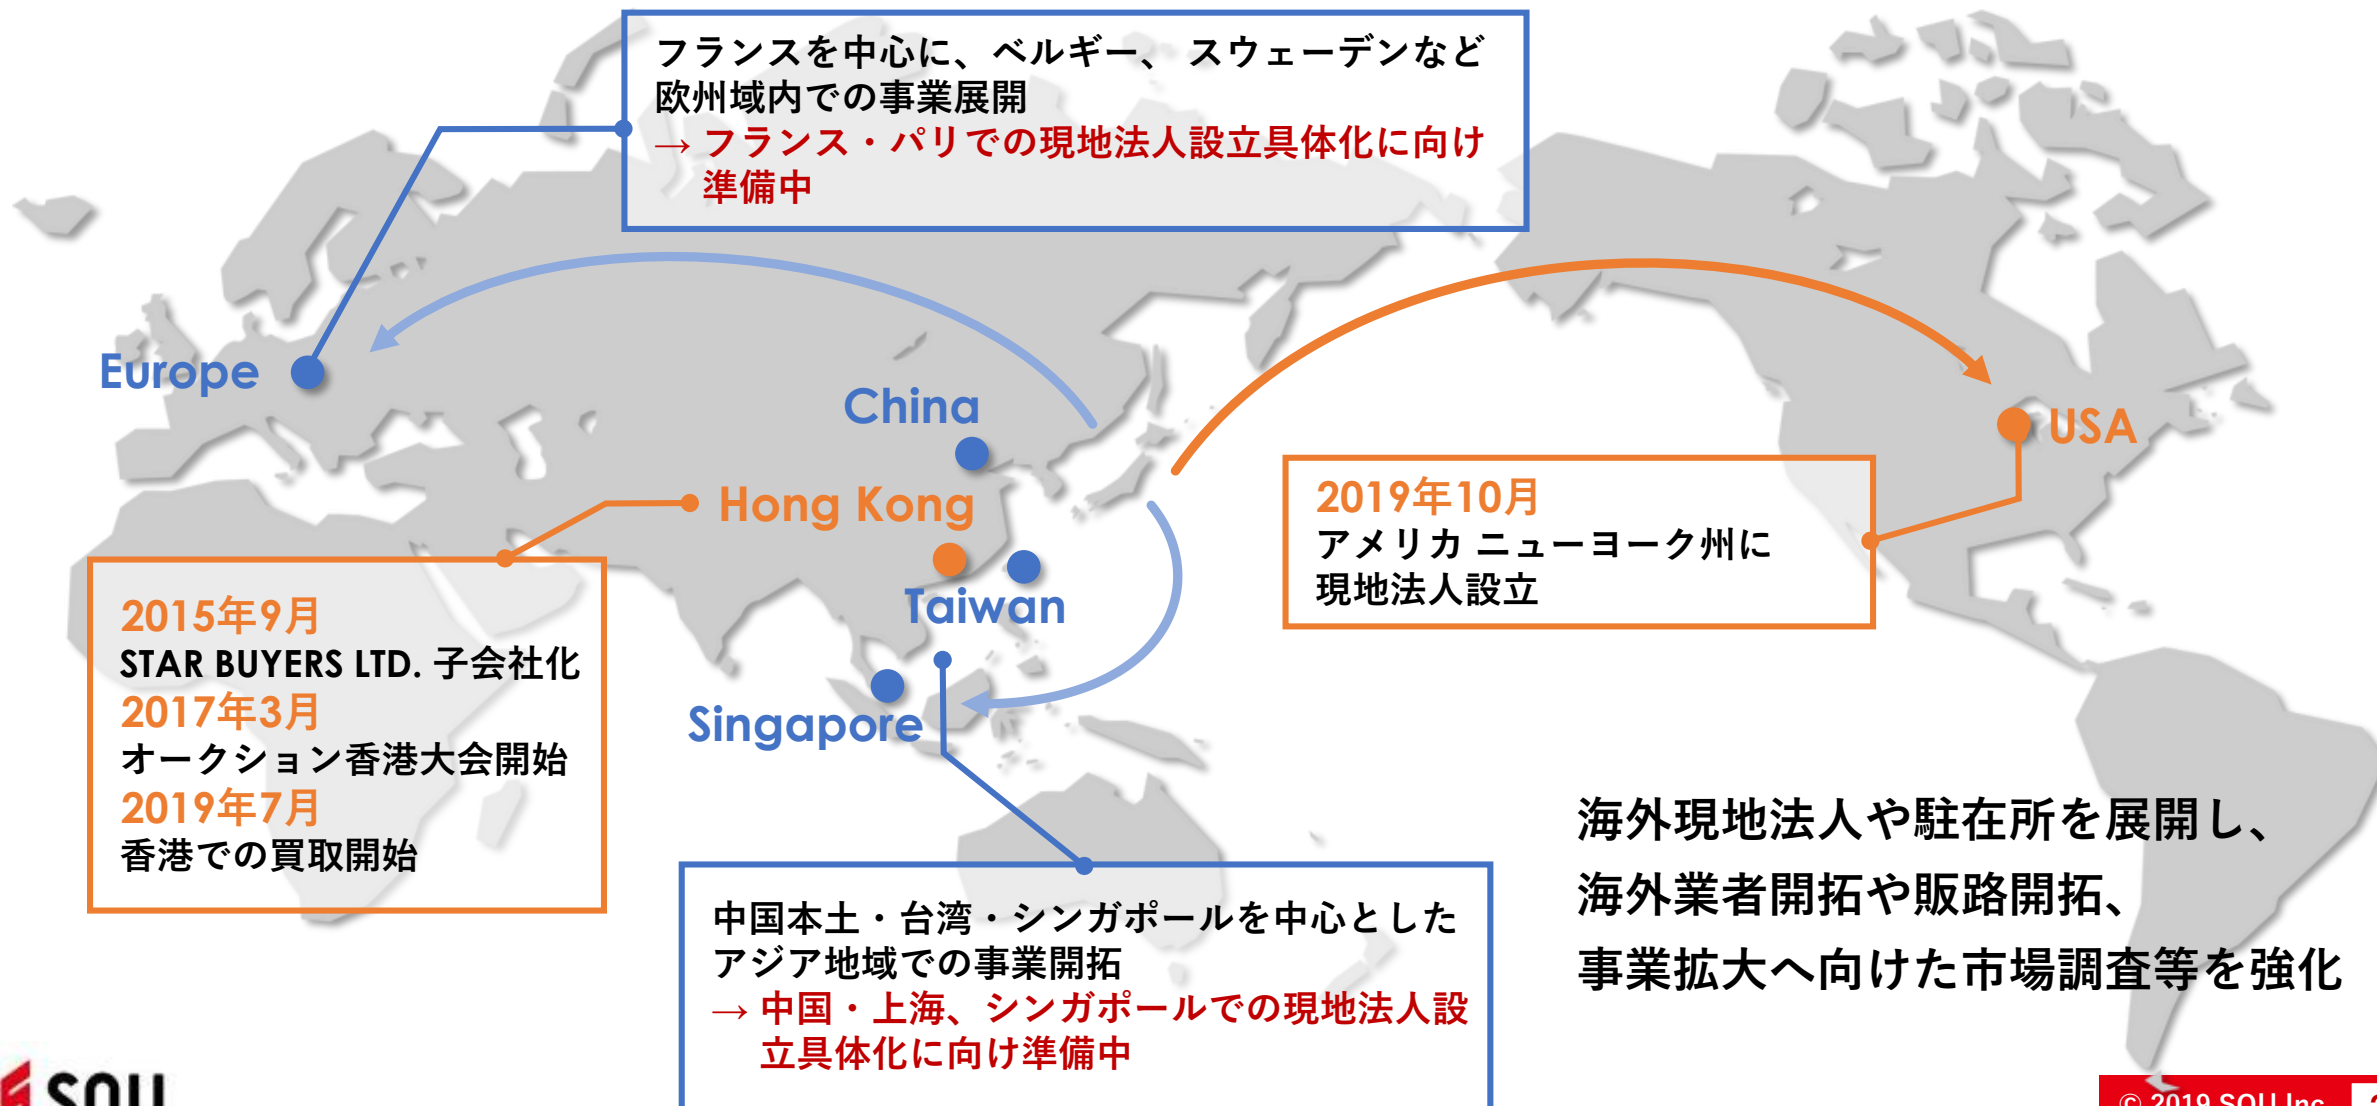 フランスを中心に、ベルギー、スウェーデンなど
欧州域内での事業展開
→ フランス・パリでの現地法人設立具体化に向け
準備中
Europe
China
Hong Kong
Taiwan
Singapore
USA
2019年10月
アメリカ ニューヨーク州に
現地法人設立
2015年9月
STAR BUYERS LTD. 子会社化
2017年3月
オークション香港大会開始
2019年7月
香港での買取開始
中国本土・台湾・シンガポールを中心とした
アジア地域での事業開拓
→ 中国・上海、シンガポールでの現地法人設
立具体化に向け準備中
海外現地法人や駐在所を展開し、
海外業者開拓や販路開拓、
事業拡大へ向けた市場調査等を強化
SOU
© 2019 SOU Inc.